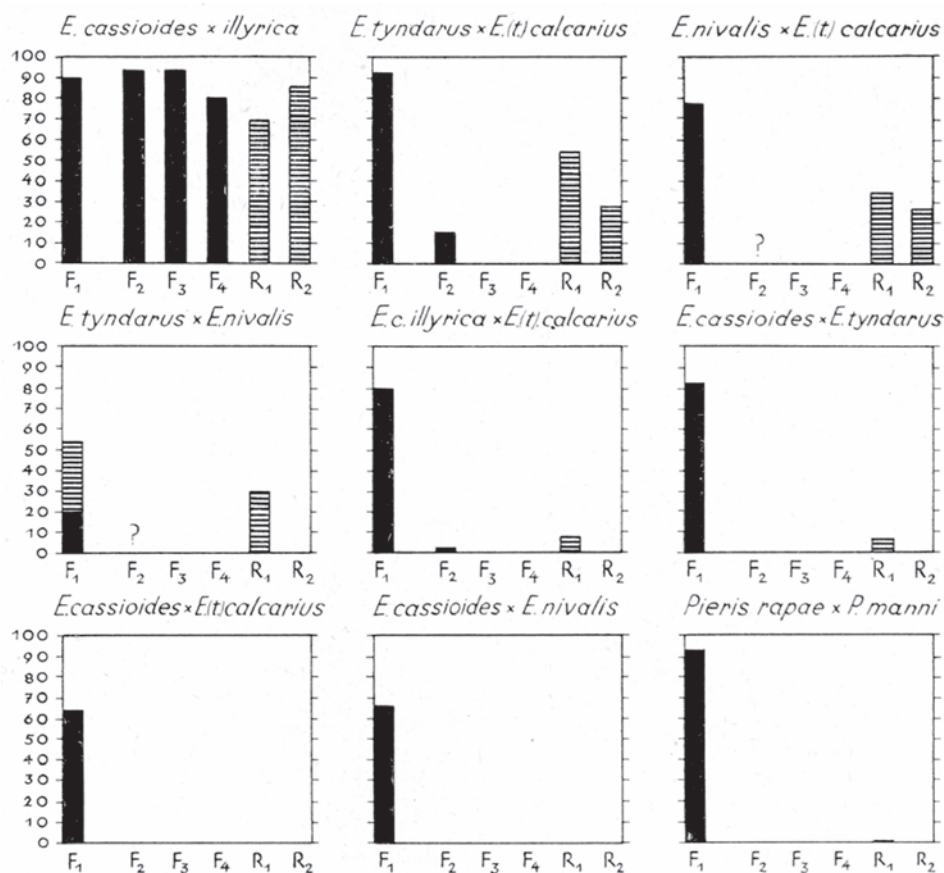 E. cassioides × illyrica
100
90
80
70
60
50
40
30
20
10
0
F₁ F₂ F₃ F₄ R₁ R₂
E. tyndarus × E.(t) calcarius
F₁ F₂ F₃ F₄ R₁ R₂
E. nivalis × E.(t) calcarius
?
F₁ F₂ F₃ F₄ R₁ R₂
E. tyndarus × E. nivalis
100
90
80
70
60
50
40
30
20
10
0
?
F₁ F₂ F₃ F₄ R₁ R₂
E. c. illyrica × E.(t). calcarius
F₁ F₂ F₃ F₄ R₁ R₂
E. cassioides × E. tyndarus
F₁ F₂ F₃ F₄ R₁ R₂
E. cassioides × E(t) calcarius
100
90
80
70
60
50
40
30
20
10
0
F₁ F₂ F₃ F₄ R₁ R₂
E. cassioides × E. nivalis
F₁ F₂ F₃ F₄ R₁ R₂
Pieris rapae × P. manni
F₁ F₂ F₃ F₄ R₁ R₂